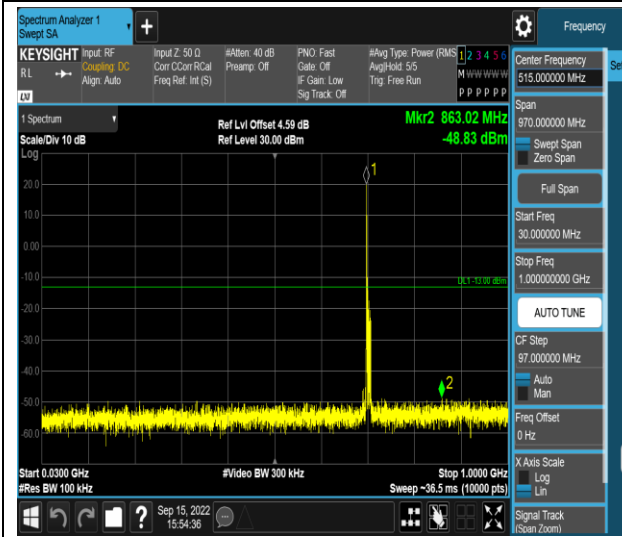 Spectrum Analyzer 1
Swept SA
+
Frequency
KEYSIGHT
RL
LXI
Input: RF
Coupling: DC
Align: Auto
Input Z: 50 Ω
Corr CCorr RCal
Freq Ref: Int (S)
#Atten: 40 dB
Preamp: Off
PNO: Fast
Gate: Off
IF Gain: Low
Sig Track: Off
#Avg Type: Power (RMS
Avg|Hold: 5/5
Trig: Free Run
1 2 3 4 5 6
M W W W W W
P P P P P P
1 Spectrum
Scale/Div 10 dB
Log
Ref Lvl Offset 4.59 dB
Ref Level 30.00 dBm
Mkr2 863.02 MHz
-48.83 dBm
20.0
10.0
0.00
-10.0
-20.0
-30.0
-40.0
-50.0
-60.0
1
DL1 -13.00 dBm
2
Start 0.0300 GHz
#Res BW 100 kHz
#Video BW 300 kHz
Stop 1.0000 GHz
Sweep ~36.5 ms (10000 pts)
Sep 15, 2022
15:54:36
?
Center Frequency
515.000000 MHz
Span
970.000000 MHz
Swept Span
Zero Span
Full Span
Start Freq
30.000000 MHz
Stop Freq
1.000000000 GHz
AUTO TUNE
CF Step
97.000000 MHz
Auto
Man
Freq Offset
0 Hz
X Axis Scale
Log
Lin
Signal Track
(Span Zoom)